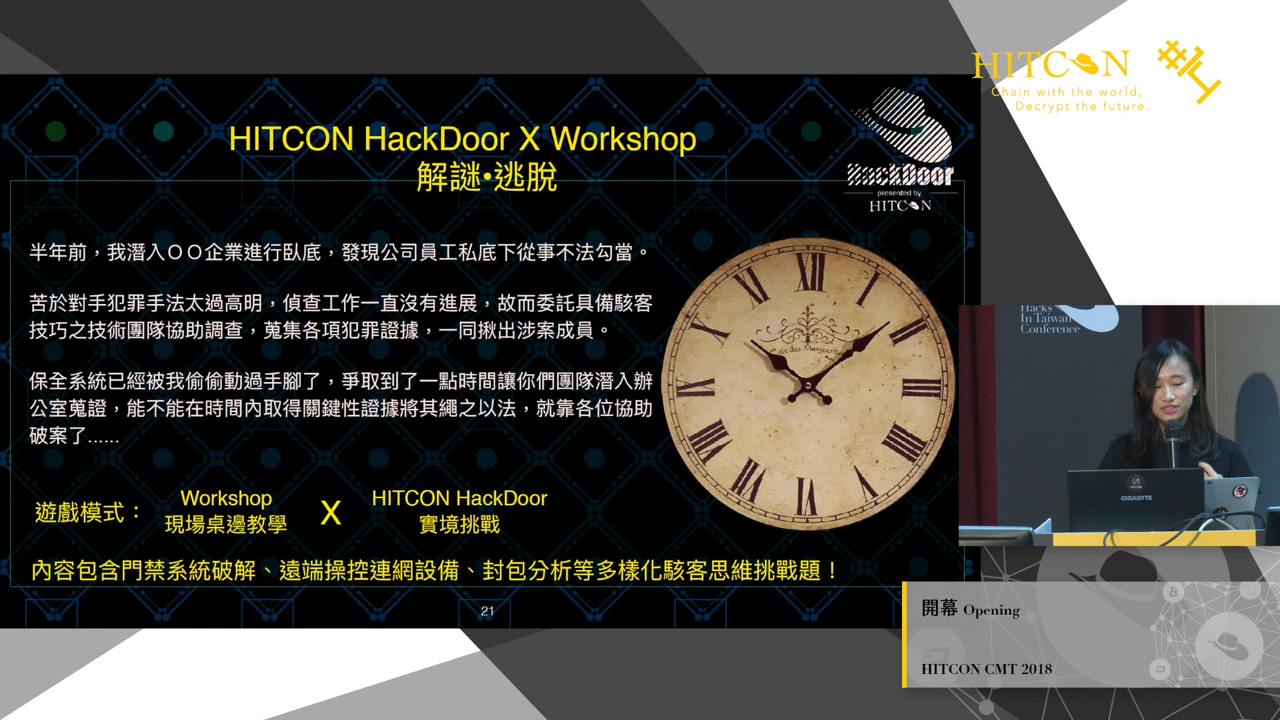 HITCON #14
Chain with the world,
Decrypt the future.
HITCON HackDoor X Workshop
解謎•逃脫
HackDoor
presented by
HITCON
半年前，我潛入ＯＯ企業進行臥底，發現公司員工私底下從事不法勾當。
苦於對手犯罪手法太過高明，偵查工作一直沒有進展，故而委託具備駭客
技巧之技術團隊協助調查，蒐集各項犯罪證據，一同揪出涉案成員。
保全系統已經被我偷偷動過手腳了，爭取到了一點時間讓你們團隊潛入辦
公室蒐證，能不能在時間內取得關鍵性證據將其繩之以法，就靠各位協助
破案了......
遊戲模式：
Workshop
現場桌邊教學
X
HITCON HackDoor
實境挑戰
內容包含門禁系統破解、遠端操控連網設備、封包分析等多樣化駭客思維挑戰題！
21
XII
I
II
III
IIII
V
VI
VII
VIII
IX
X
XI
Hacks
In Taiwan
Conference
GIGABYTE
開幕 Opening
HITCON CMT 2018